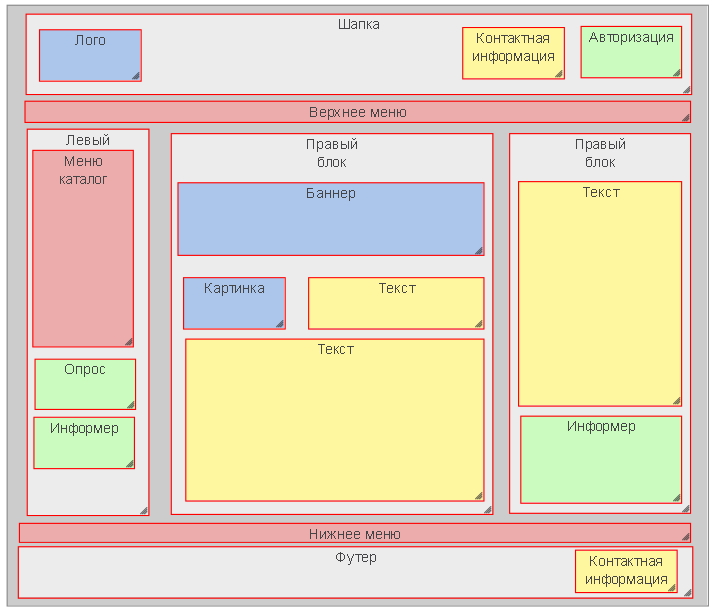 Шапка
Лого
Контактная
информация
Авторизация
Верхнее меню
Левый
Меню
каталог
Опрос
Информер
Правый
блок
Баннер
Картинка
Текст
Текст
Правый
блок
Текст
Информер
Нижнее меню
Футер
Контактная
информация